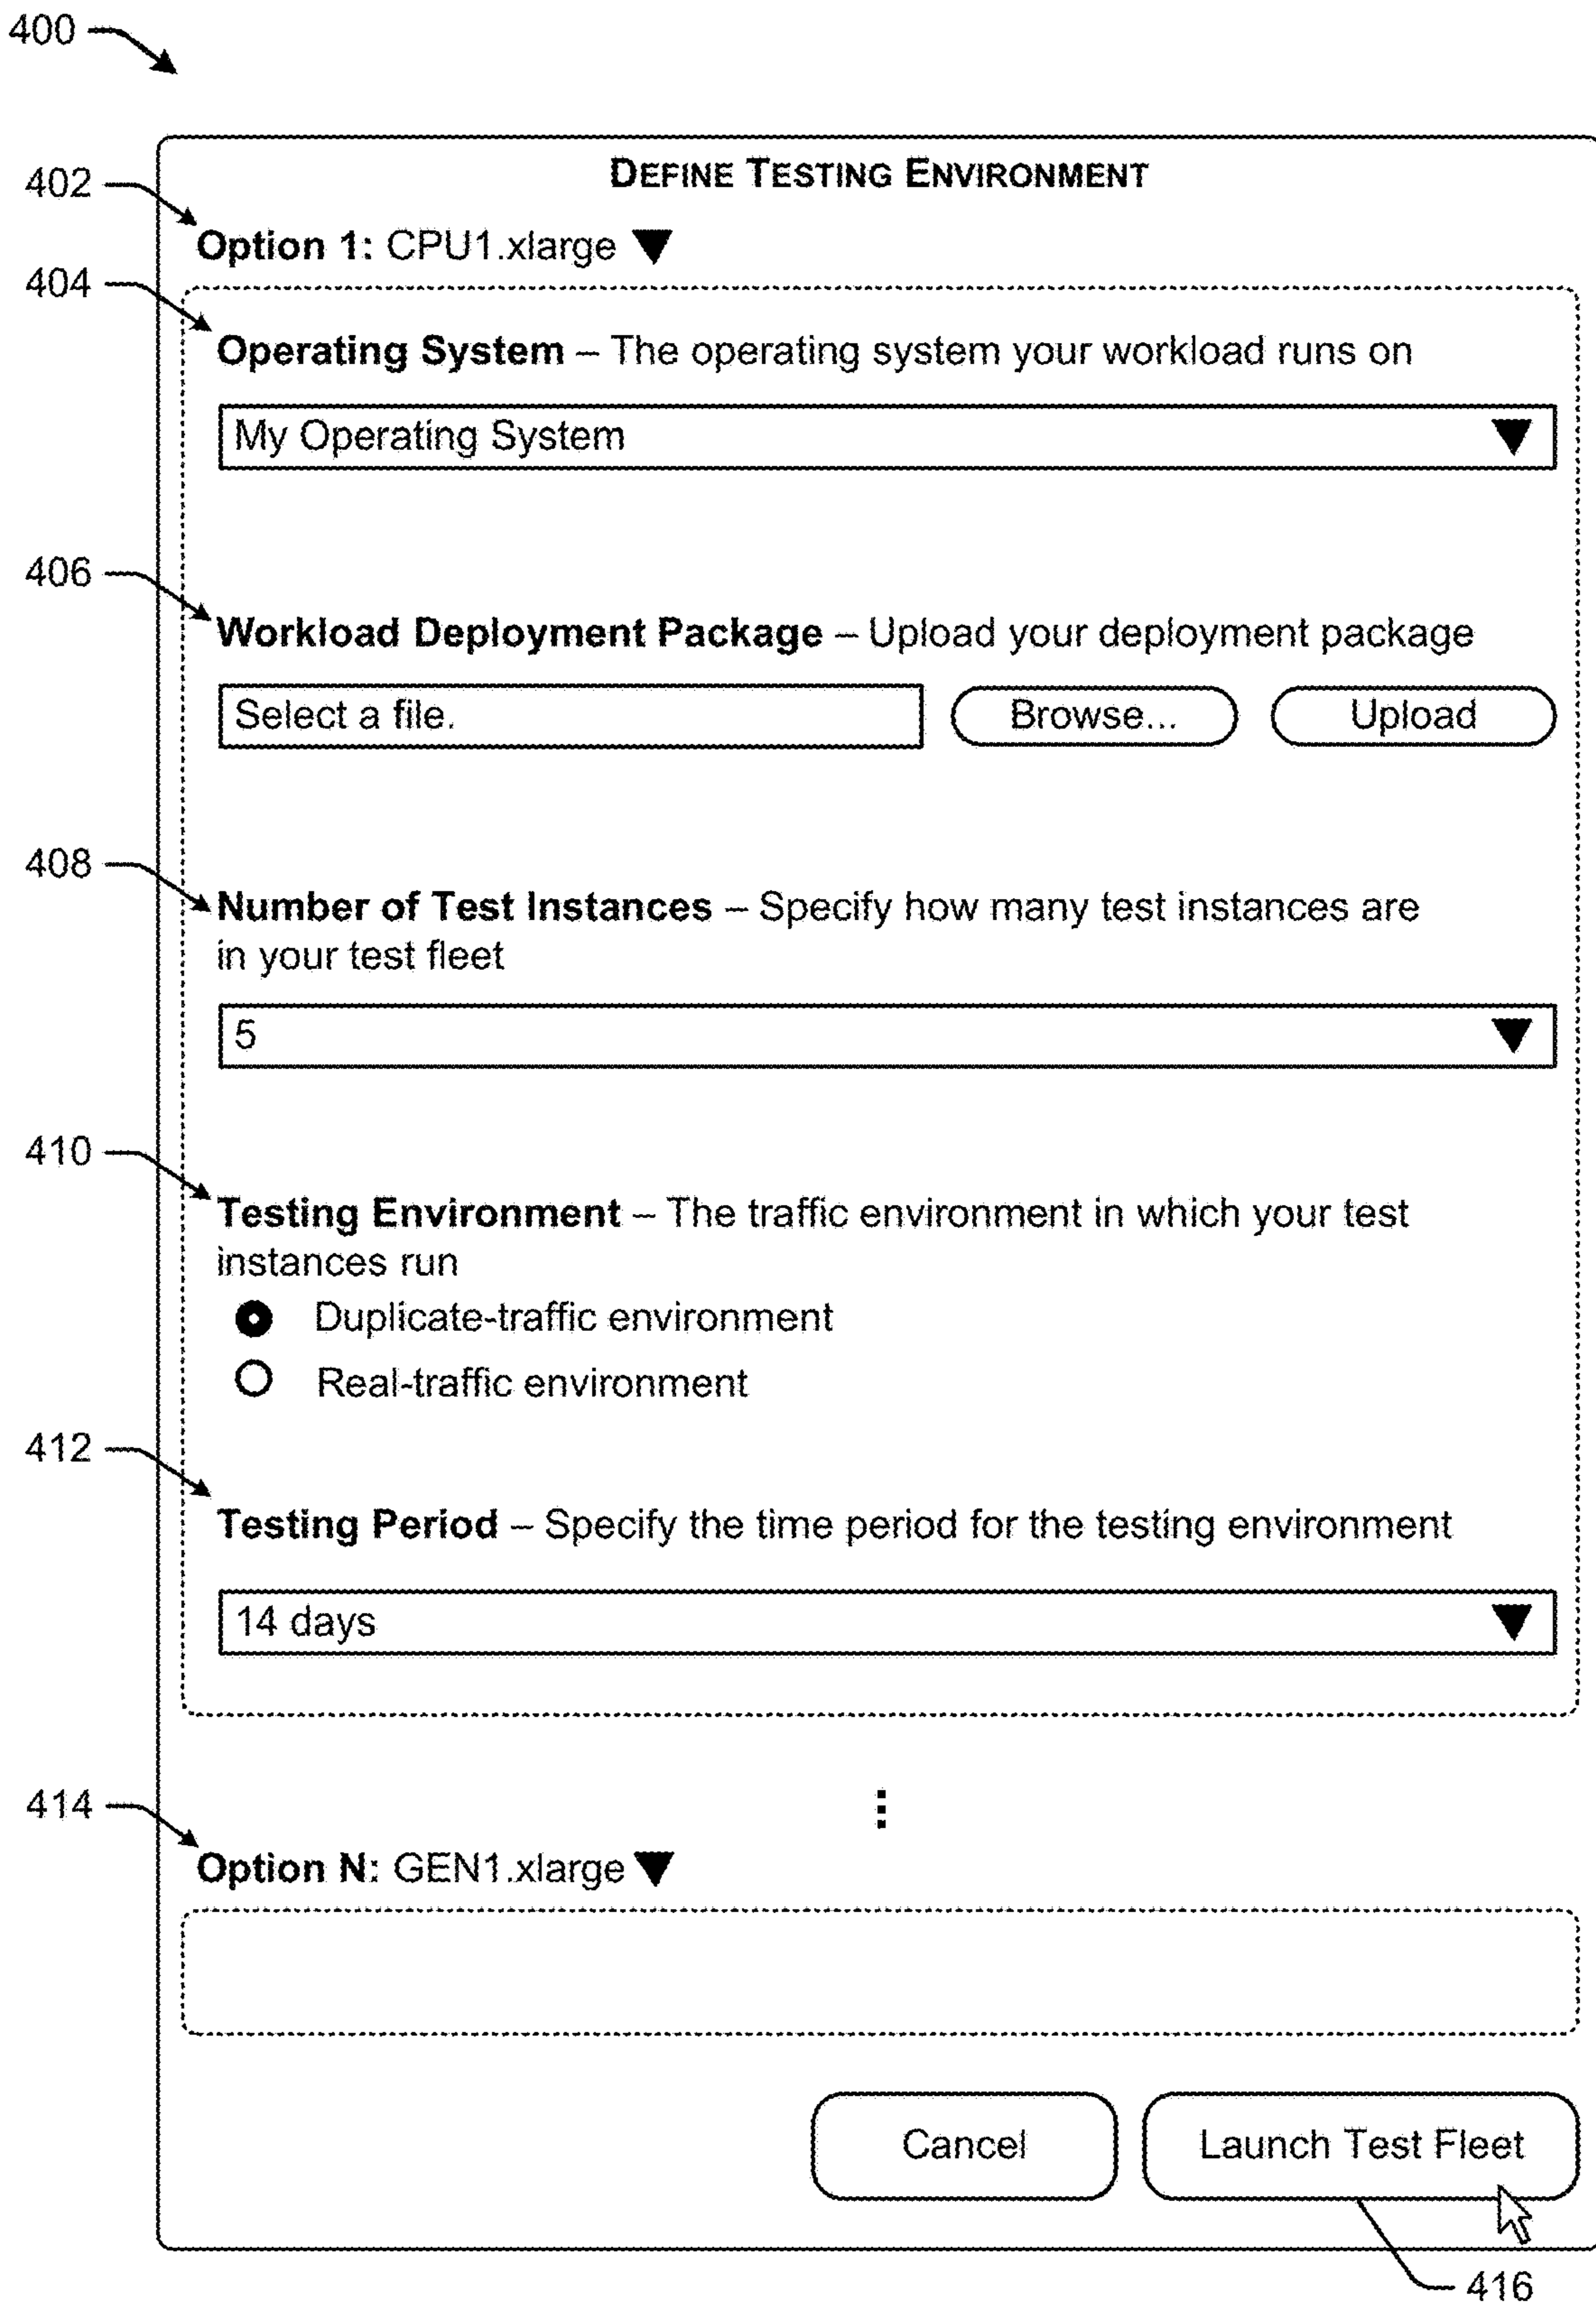 400
402
DEFINE TESTING ENVIRONMENT
Option 1: CPU1.xlarge
404
Operating System – The operating system your workload runs on
My Operating System
406
Workload Deployment Package – Upload your deployment package
Select a file.
Browse...
Upload
408
Number of Test Instances – Specify how many test instances are
in your test fleet
5
410
Testing Environment – The traffic environment in which your test
instances run
Duplicate-traffic environment
Real-traffic environment
412
Testing Period – Specify the time period for the testing environment
14 days
414
Option N: GEN1.xlarge
Cancel
Launch Test Fleet
416